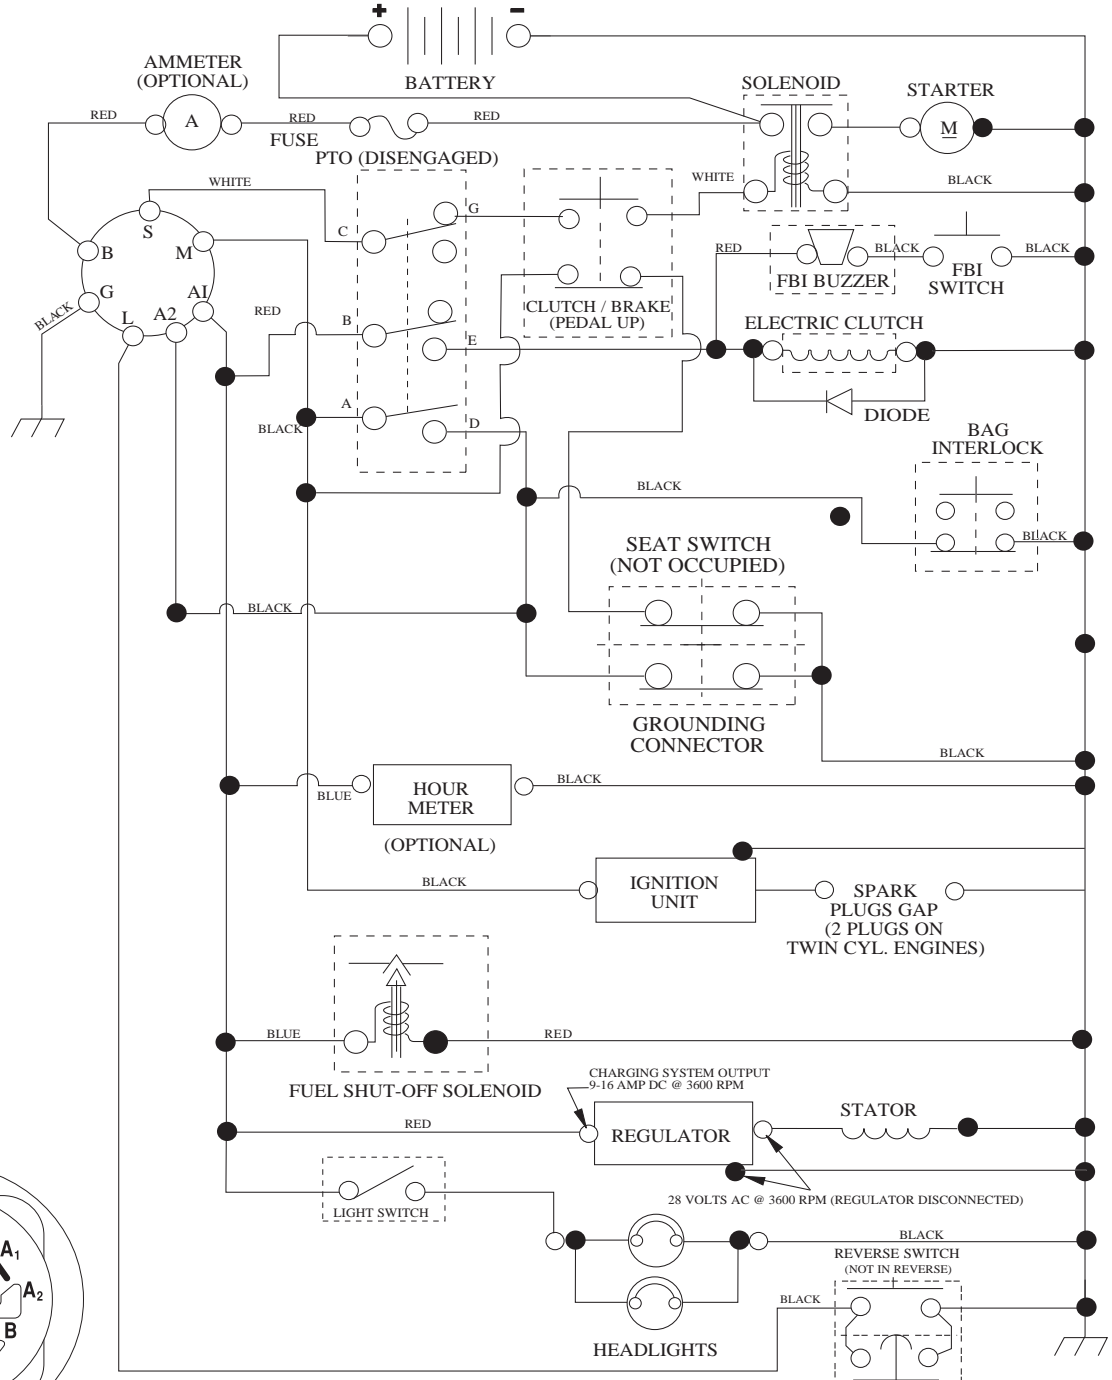 + -
BATTERY
AMMETER
(OPTIONAL)
RED
A
RED
FUSE
RED
SOLENOID
STARTER
M
PTO (DISENGAGED)
WHITE
WHITE
BLACK
S
B
M
G
A1
L
A2
BLACK
C
G
RED
B
E
A
D
BLACK
CLUTCH / BRAKE
(PEDAL UP)
RED
BLACK
BLACK
FBI BUZZER
FBI
SWITCH
ELECTRIC CLUTCH
DIODE
BAG
INTERLOCK
BLACK
BLACK
SEAT SWITCH
(NOT OCCUPIED)
BLACK
GROUNDING
CONNECTOR
BLACK
BLUE
HOUR
METER
BLACK
(OPTIONAL)
BLACK
IGNITION
UNIT
SPARK
PLUGS GAP
(2 PLUGS ON
TWIN CYL. ENGINES)
BLUE
RED
FUEL SHUT-OFF SOLENOID
CHARGING SYSTEM OUTPUT
9-16 AMP DC @ 3600 RPM
RED
REGULATOR
STATOR
28 VOLTS AC @ 3600 RPM (REGULATOR DISCONNECTED)
LIGHT SWITCH
BLACK
REVERSE SWITCH
(NOT IN REVERSE)
BLACK
HEADLIGHTS
A1
A2
B